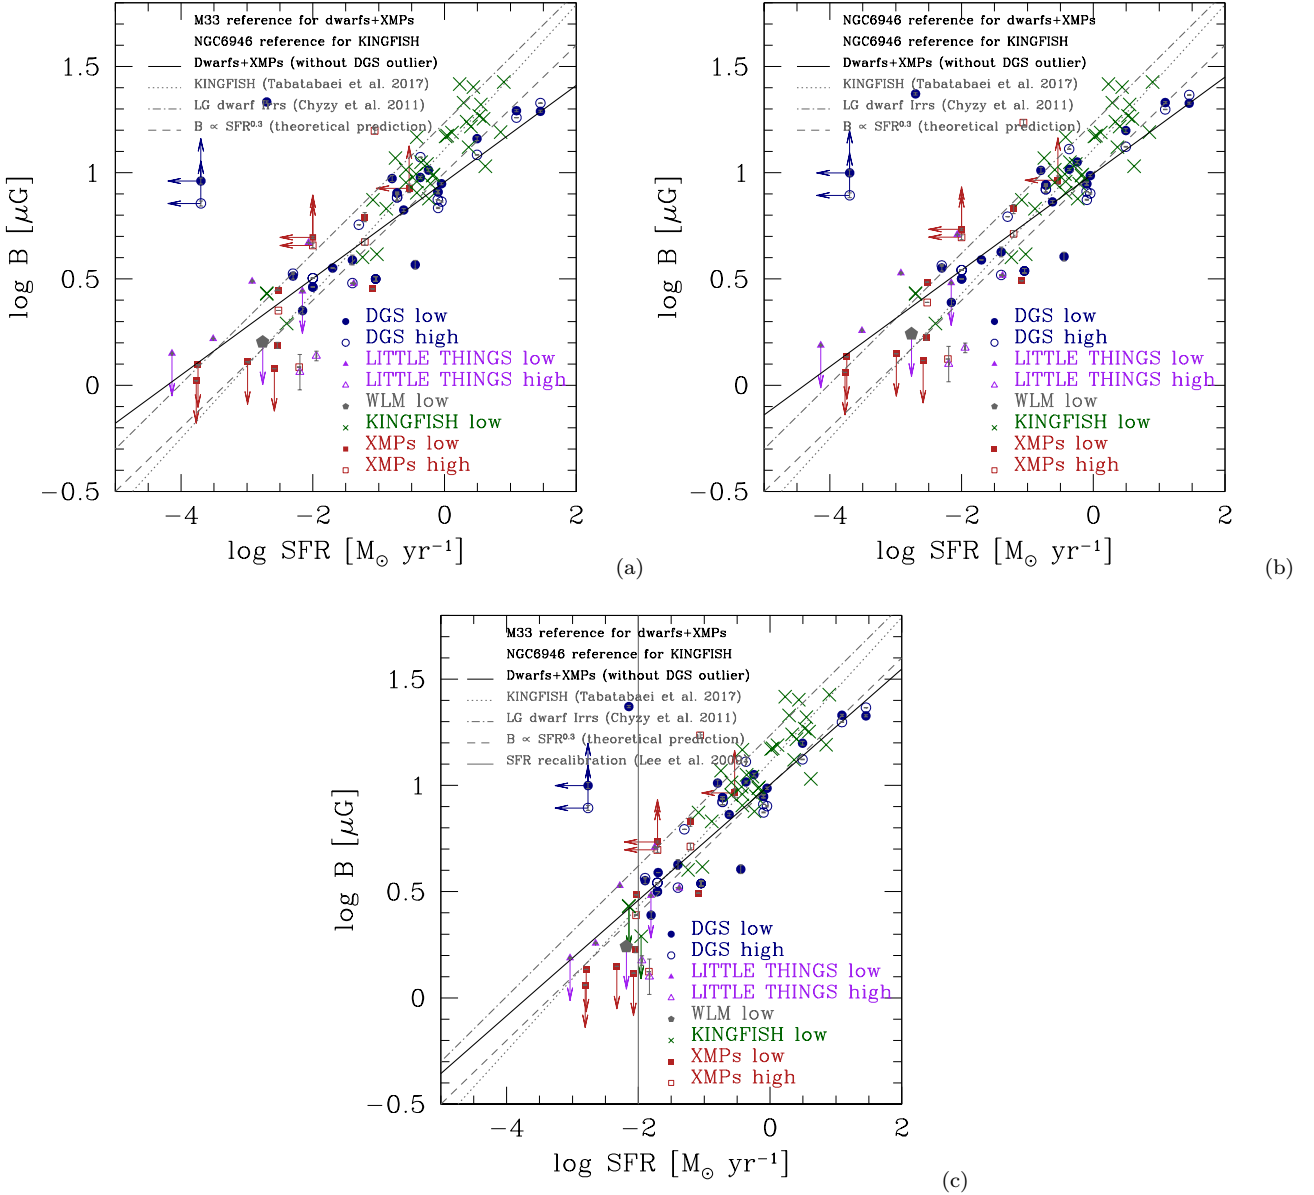 M33 reference for dwarfs+XMPs
NGC6946 reference for KINGFISH
Dwarfs+XMPs (without DGS outlier)
KINGFISH (Tabatabaei et al. 2017)
LG dwarf Irrs (Chyzy et al. 2011)
B ∝ SFR^0.3 (theoretical prediction)
1.5
1
0.5
0
−0.5
log B [μG]
DGS low
DGS high
LITTLE THINGS low
LITTLE THINGS high
WLM low
KINGFISH low
XMPs low
XMPs high
−4 −2 0 2
log SFR [M⊙ yr−1]
(a)
NGC6946 reference for dwarfs+XMPs
NGC6946 reference for KINGFISH
Dwarfs+XMPs (without DGS outlier)
KINGFISH (Tabatabaei et al. 2017)
LG dwarf Irrs (Chyzy et al. 2011)
B ∝ SFR^0.3 (theoretical prediction)
1.5
1
0.5
0
−0.5
log B [μG]
DGS low
DGS high
LITTLE THINGS low
LITTLE THINGS high
WLM low
KINGFISH low
XMPs low
XMPs high
−4 −2 0 2
log SFR [M⊙ yr−1]
(b)
M33 reference for dwarfs+XMPs
NGC6946 reference for KINGFISH
Dwarfs+XMPs (without DGS outlier)
KINGFISH (Tabatabaei et al. 2017)
LG dwarf Irrs (Chyzy et al. 2011)
B ∝ SFR^0.3 (theoretical prediction)
SFR recalibration (Lee et al. 2009)
1.5
1
0.5
0
−0.5
log B [μG]
DGS low
DGS high
LITTLE THINGS low
LITTLE THINGS high
WLM low
KINGFISH low
XMPs low
XMPs high
−4 −2 0 2
log SFR [M⊙ yr−1]
(c)